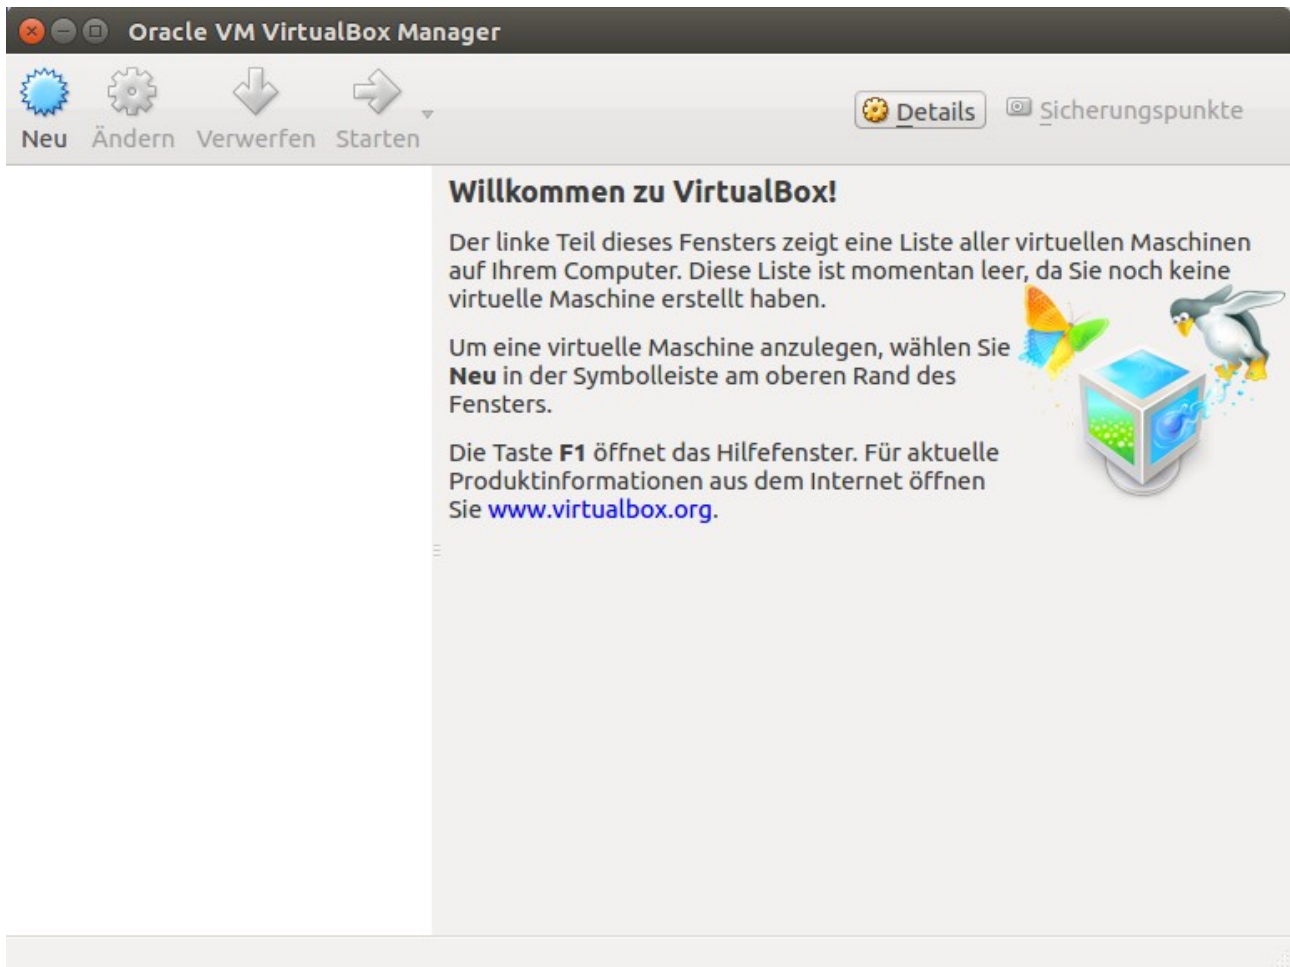 Oracle VM VirtualBox Manager
Neu Ändern Verwerfen Starten Details Sicherungspunkte
Willkommen zu VirtualBox!
Der linke Teil dieses Fensters zeigt eine Liste aller virtuellen Maschinen
auf Ihrem Computer. Diese Liste ist momentan leer, da Sie noch keine
virtuelle Maschine erstellt haben.
Um eine virtuelle Maschine anzulegen, wählen Sie
Neu in der Symbolleiste am oberen Rand des
Fensters.
Die Taste F1 öffnet das Hilfefenster. Für aktuelle
Produktinformationen aus dem Internet öffnen
Sie www.virtualbox.org.